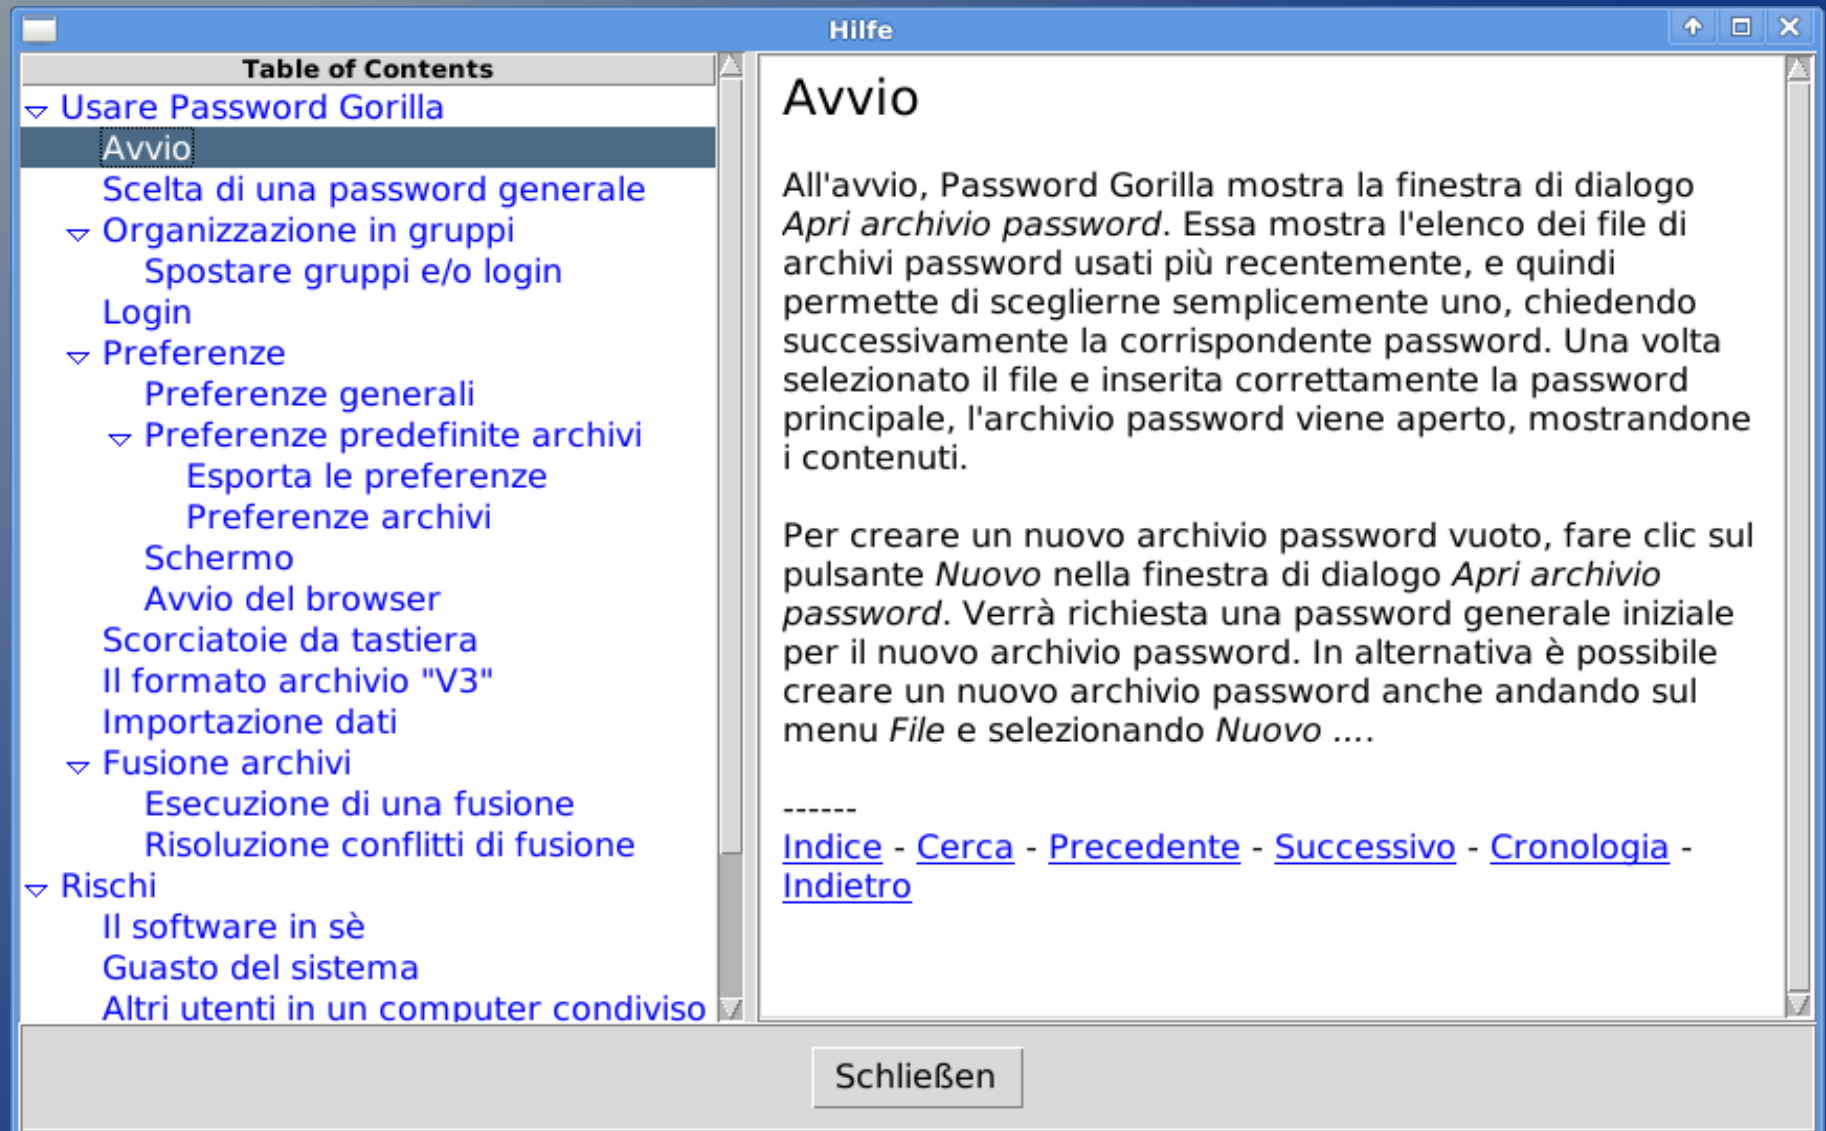 Hilfe
Table of Contents
Usare Password Gorilla
Avvio
Scelta di una password generale
Organizzazione in gruppi
Spostare gruppi e/o login
Login
Preferenze
Preferenze generali
Preferenze predefinite archivi
Esporta le preferenze
Preferenze archivi
Schermo
Avvio del browser
Scorciatoie da tastiera
Il formato archivio "V3"
Importazione dati
Fusione archivi
Esecuzione di una fusione
Risoluzione conflitti di fusione
Rischi
Il software in sè
Guasto del sistema
Altri utenti in un computer condiviso
Avvio
All'avvio, Password Gorilla mostra la finestra di dialogo
Apri archivio password. Essa mostra l'elenco dei file di
archivi password usati più recentemente, e quindi
permette di sceglierne semplicemente uno, chiedendo
successivamente la corrispondente password. Una volta
selezionato il file e inserita correttamente la password
principale, l'archivio password viene aperto, mostrandone
i contenuti.
Per creare un nuovo archivio password vuoto, fare clic sul
pulsante Nuovo nella finestra di dialogo Apri archivio
password. Verrà richiesta una password generale iniziale
per il nuovo archivio password. In alternativa è possibile
creare un nuovo archivio password anche andando sul
menu File e selezionando Nuovo ....
------
Indice - Cerca - Precedente - Successivo - Cronologia -
Indietro
Schließen